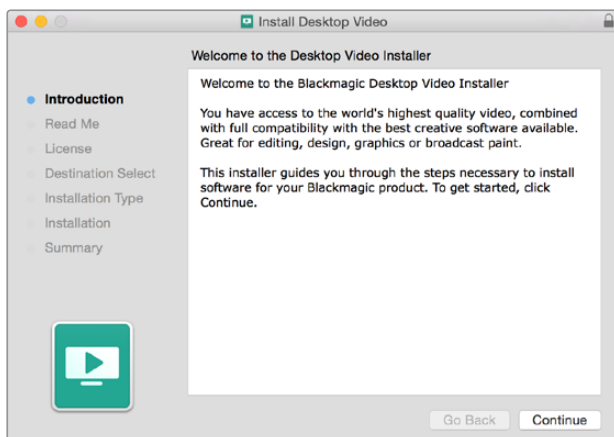 Install Desktop Video
Welcome to the Desktop Video Installer
Introduction
Read Me
License
Destination Select
Installation Type
Installation
Summary
Welcome to the Blackmagic Desktop Video Installer
You have access to the world's highest quality video, combined
with full compatibility with the best creative software available.
Great for editing, design, graphics or broadcast paint.
This installer guides you through the steps necessary to install
software for your Blackmagic product. To get started, click
Continue.
Go Back
Continue